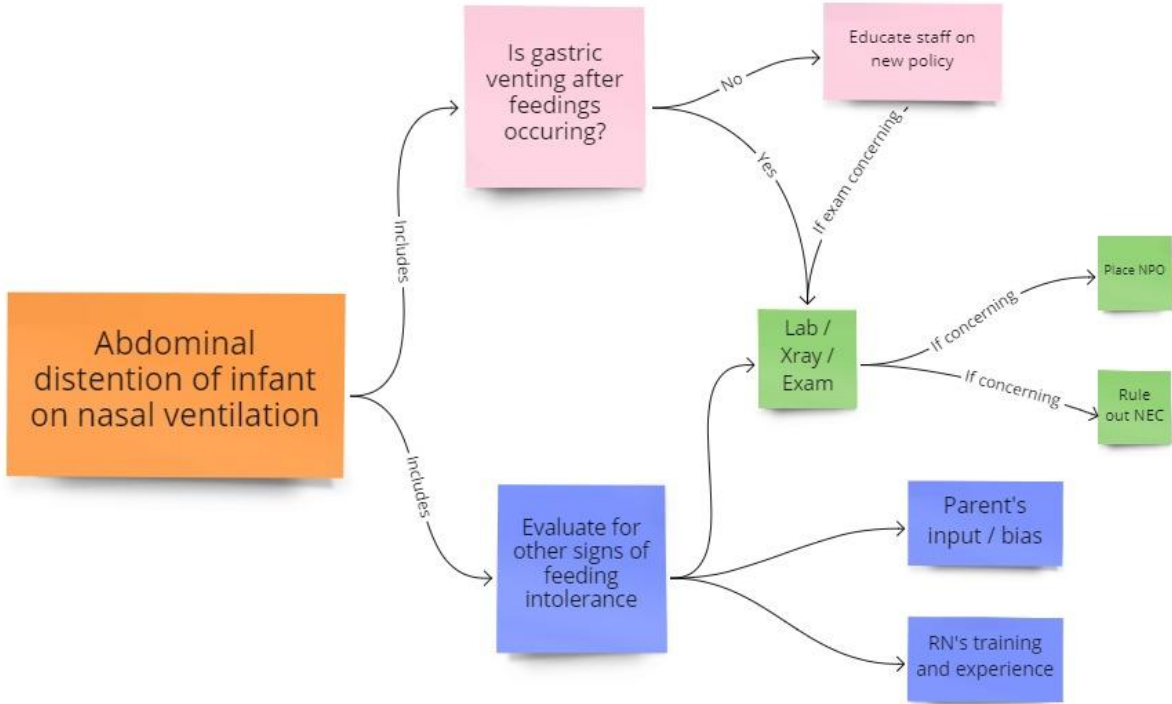 Is gastric
venting after
feedings
occuring?
No
Educate staff on
new policy
Yes
If exam concerning
Includes
Abdominal
distention of infant
on nasal ventilation
Includes
Lab /
Xray /
Exam
If concerning
Place NPO
If concerning
Rule
out NEC
Evaluate for
other signs of
feeding
intolerance
Parent's
input / bias
RN's training
and experience